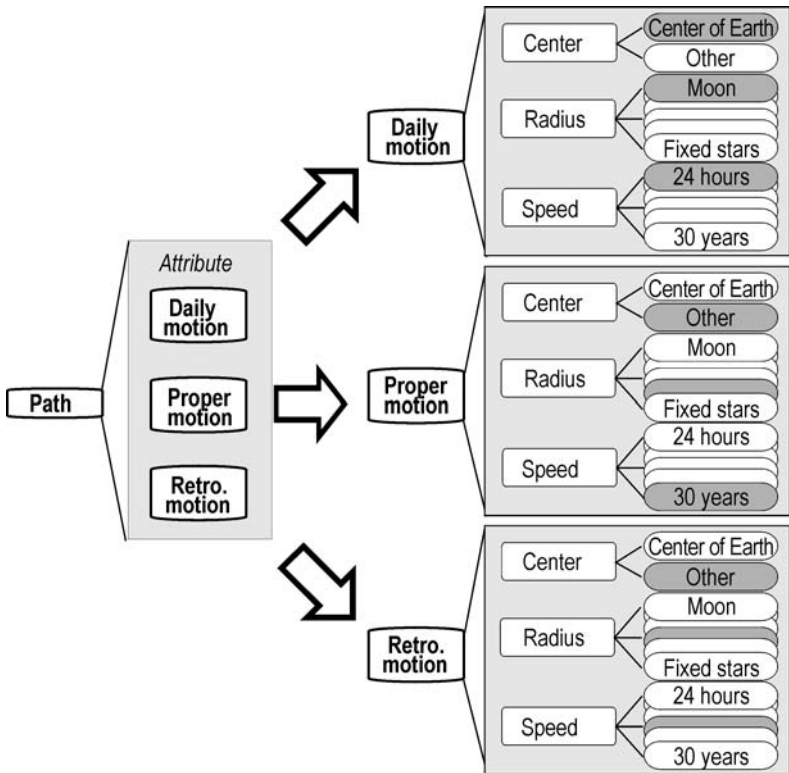 Path
Attribute
Daily
motion
Proper
motion
Retro.
motion
Daily
motion
Center
Center of Earth
Other
Radius
Moon
Fixed stars
Speed
24 hours
30 years
Proper
motion
Center
Center of Earth
Other
Radius
Moon
Fixed stars
Speed
24 hours
30 years
Retro.
motion
Center
Center of Earth
Other
Radius
Moon
Fixed stars
Speed
24 hours
30 years